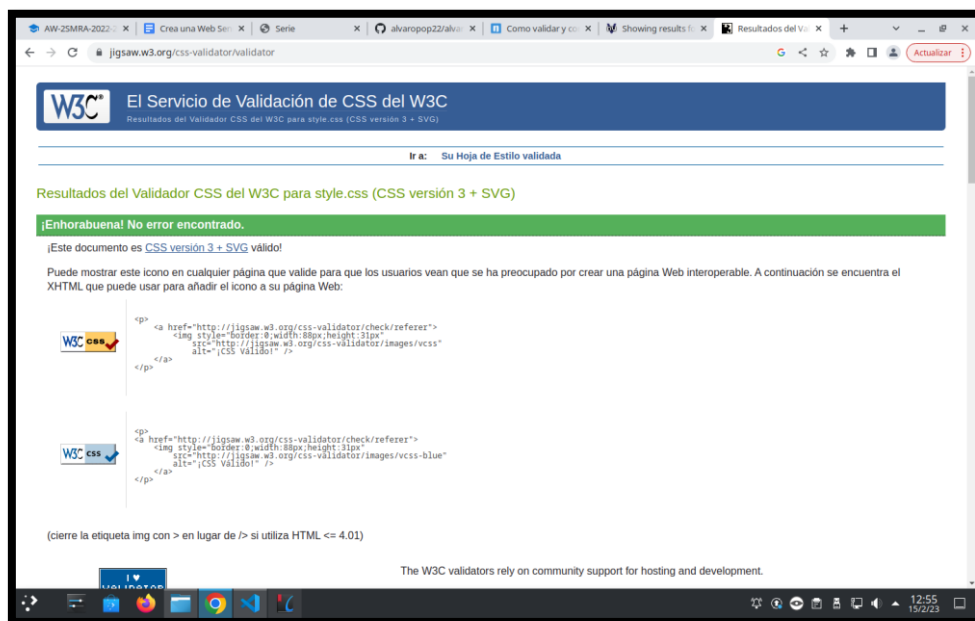 AW-2SMRA-2022-2
Crea una Web Ser
Serie
alvaropop22/alva
Como validar y co
Showing results fo
Resultados del Va
jigsaw.w3.org/css-validator/validator
Actualizar
W3C®
El Servicio de Validación de CSS del W3C
Resultados del Validador CSS del W3C para style.css (CSS versión 3 + SVG)
Ir a: Su Hoja de Estilo validada
Resultados del Validador CSS del W3C para style.css (CSS versión 3 + SVG)
¡Enhorabuena! No error encontrado.
¡Este documento es CSS versión 3 + SVG válido!
Puede mostrar este icono en cualquier página que valide para que los usuarios vean que se ha preocupado por crear una página Web interoperable. A continuación se encuentra el
XHTML que puede usar para añadir el icono a su página Web:
W3C css
<p>
<a href="http://jigsaw.w3.org/css-validator/check/referer">
<img style="border:0;width:88px;height:31px"
src="http://jigsaw.w3.org/css-validator/images/vcss"
alt="¡CSS Válido!" />
</a>
</p>
W3C css
<p>
<a href="http://jigsaw.w3.org/css-validator/check/referer">
<img style="border:0;width:88px;height:31px"
src="http://jigsaw.w3.org/css-validator/images/vcss-blue"
alt="¡CSS Válido!" />
</a>
</p>
(cierre la etiqueta img con > en lugar de /> si utiliza HTML <= 4.01)
I ♥
VALIDATOR
The W3C validators rely on community support for hosting and development.
12:55
15/2/23